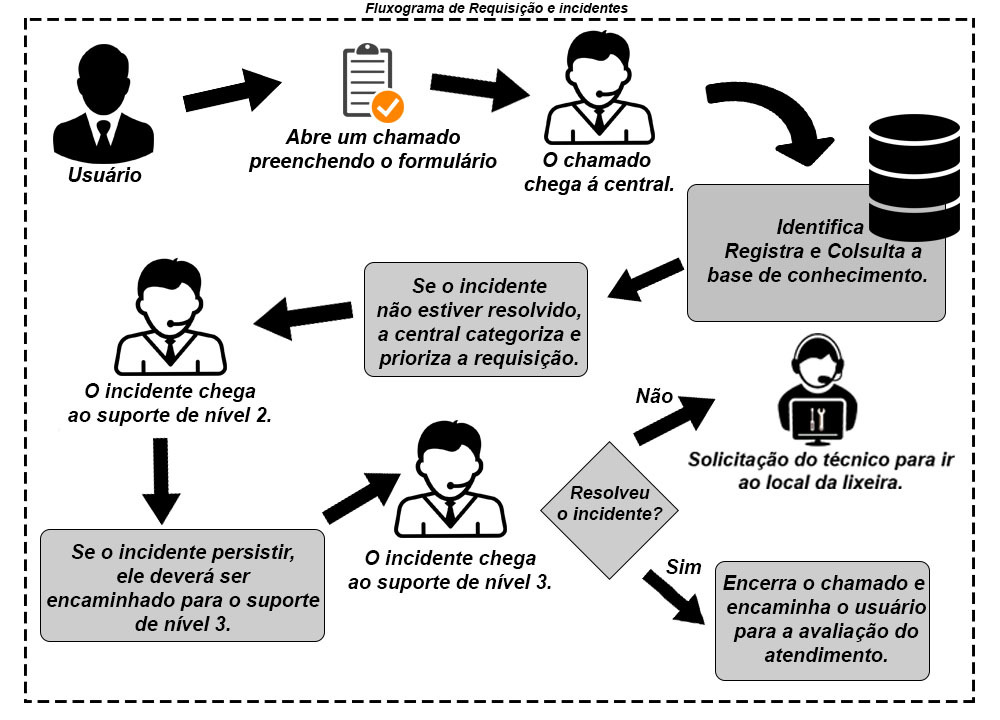 Fluxograma de Requisição e incidentes
Usuário
Abre um chamado
preenchendo o formulário
O chamado
chega á central.
Identifica
Registra e Colsulta a
base de conhecimento.
Se o incidente
não estiver resolvido,
a central categoriza e
prioriza a requisição.
O incidente chega
ao suporte de nível 2.
Se o incidente persistir,
ele deverá ser
encaminhado para o suporte
de nível 3.
O incidente chega
ao suporte de nível 3.
Resolveu
o incidente?
Não
Solicitação do técnico para ir
ao local da lixeira.
Sim
Encerra o chamado e
encaminha o usuário
para a avaliação do
atendimento.